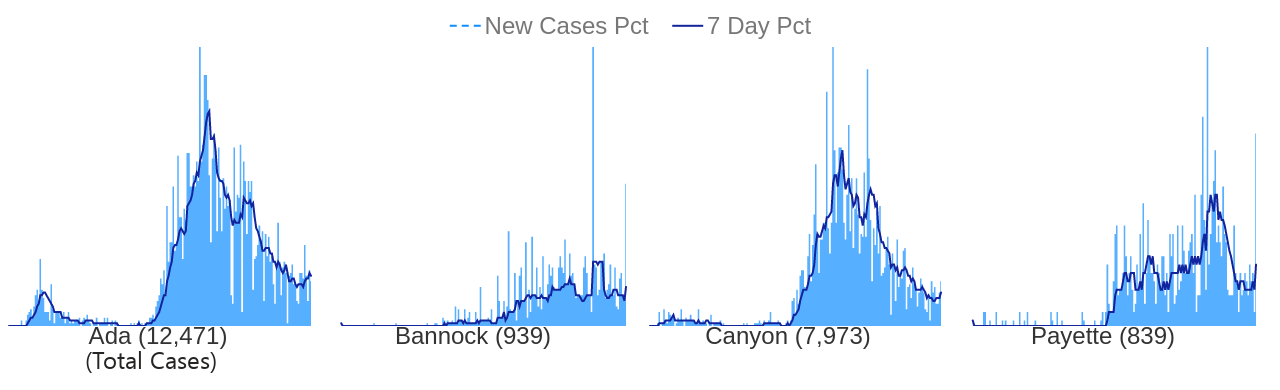 New Cases Pct 7 Day Pct
Ada (12,471) Bannock (939) Canyon (7,973) Payette (839)
(Total Cases)